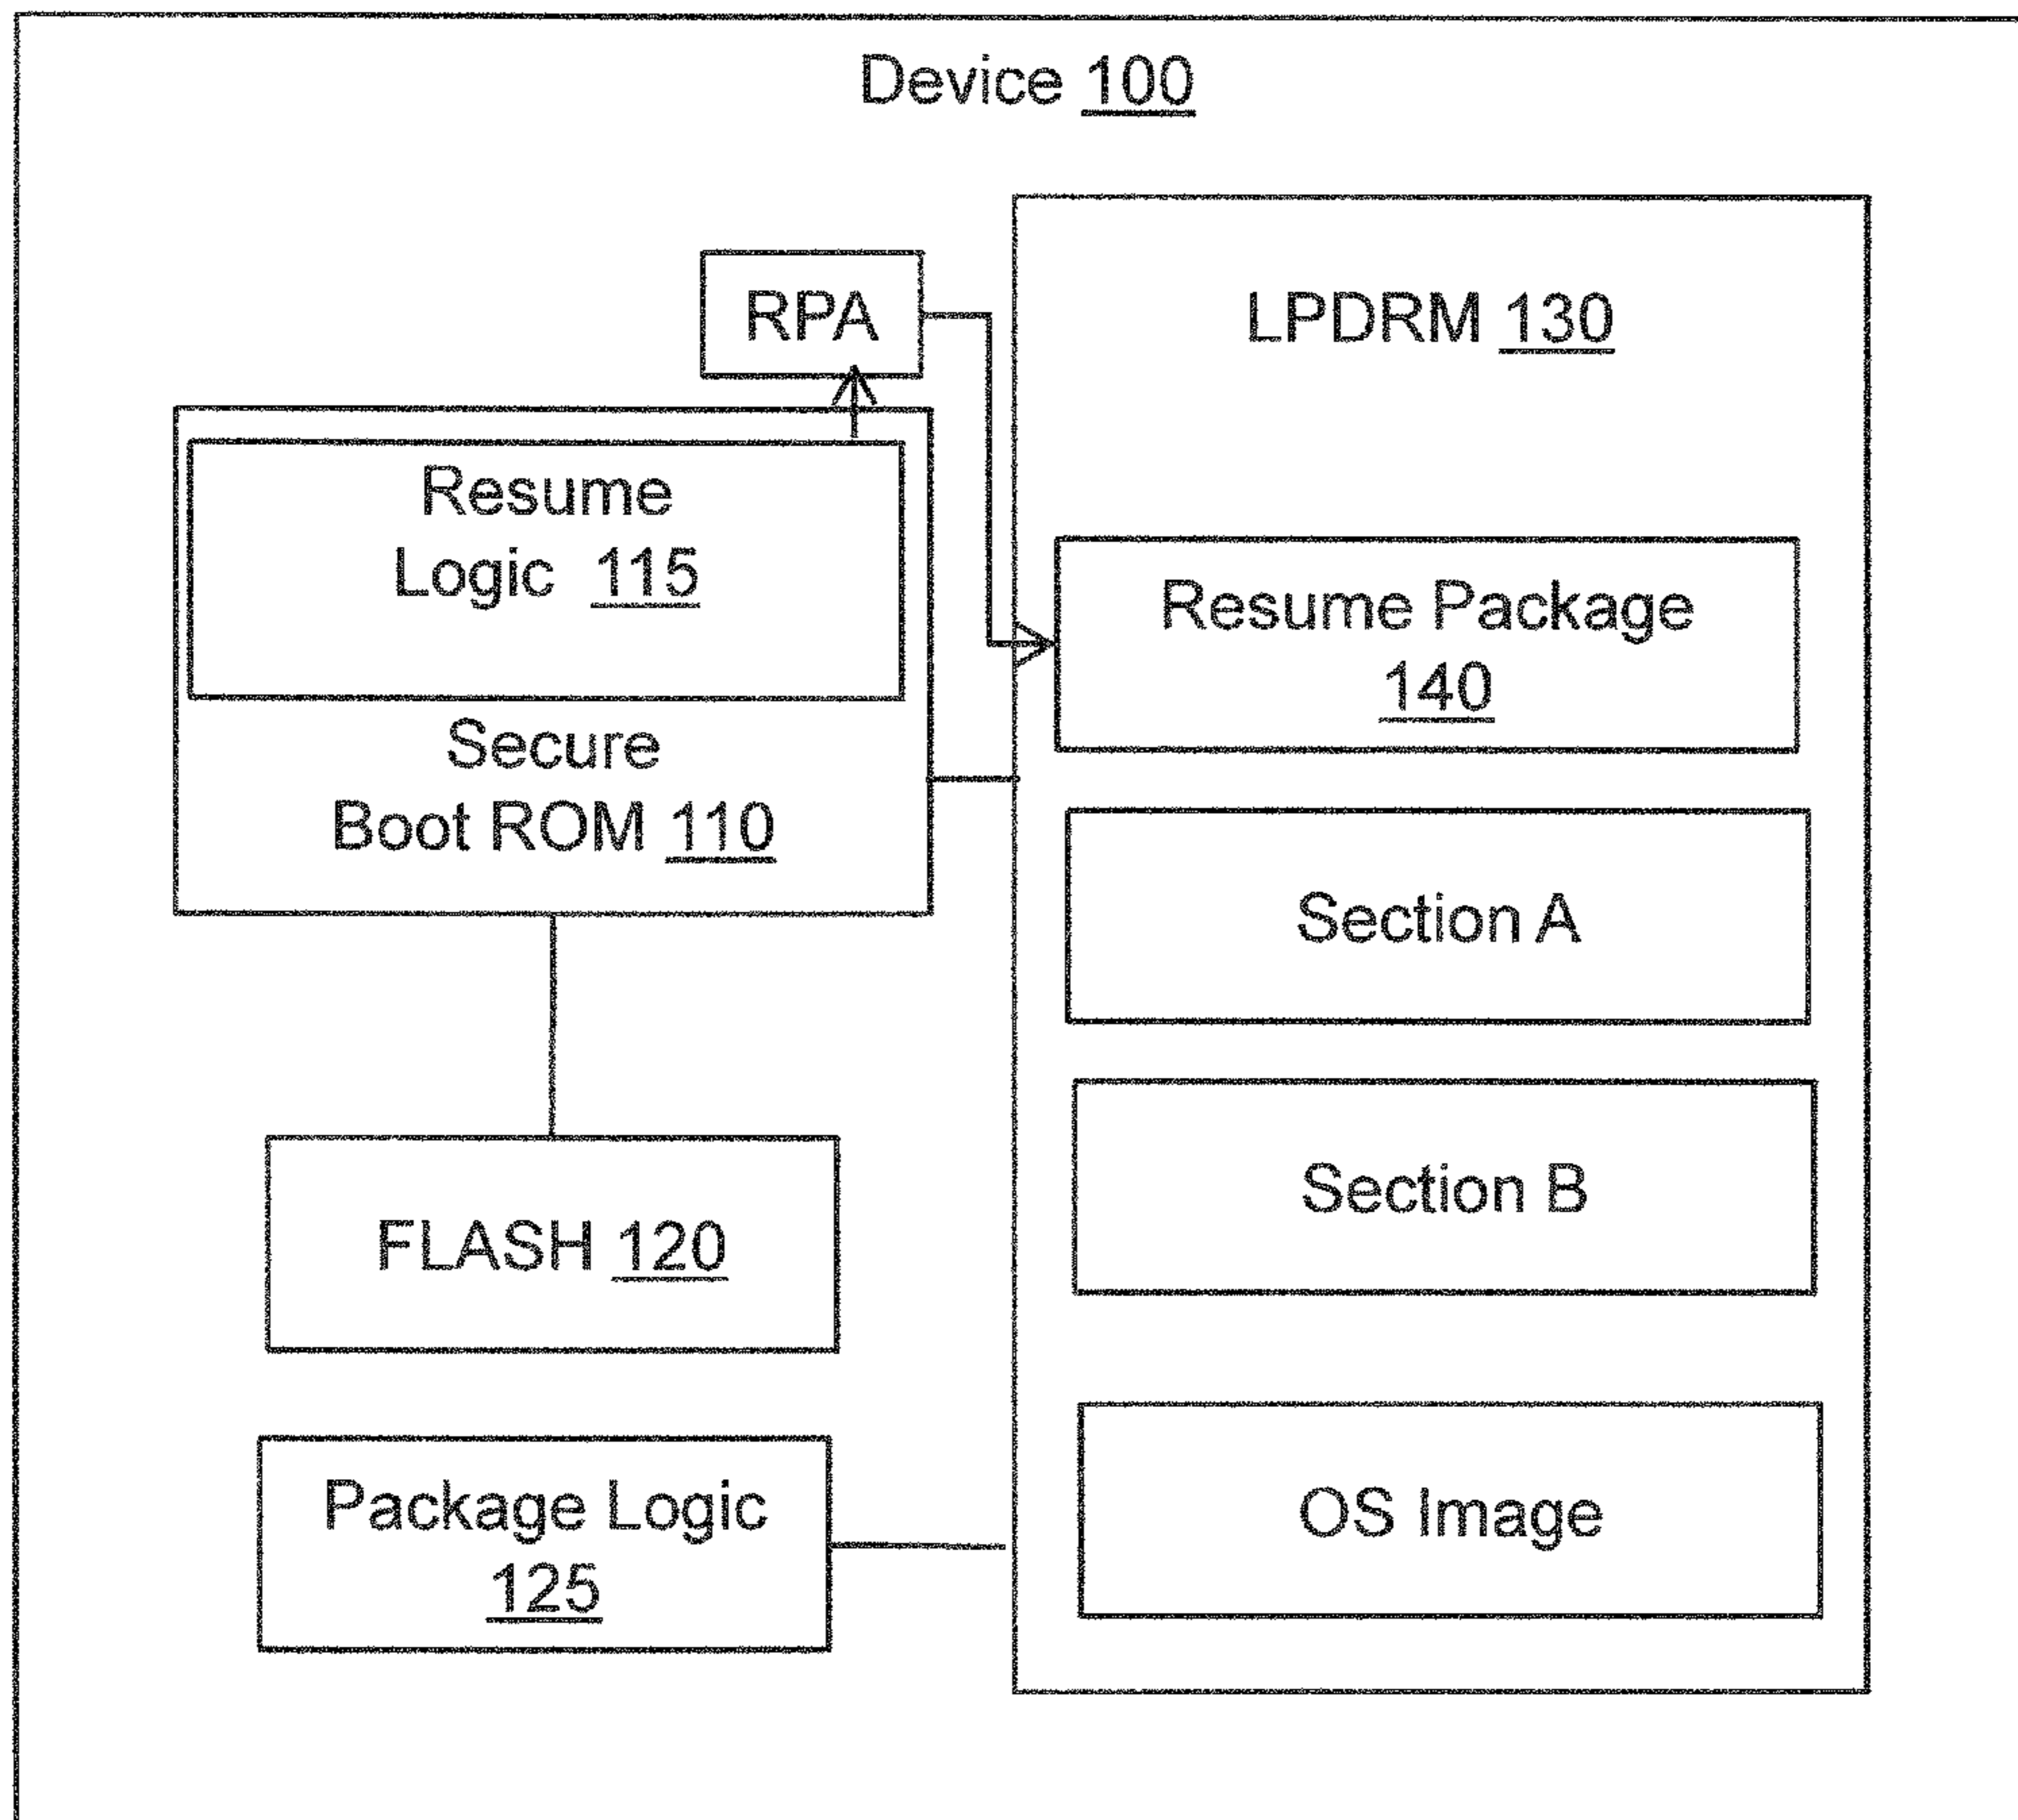 Device 100
RPA
LPDRM 130
Resume
Logic 115
Secure
Boot ROM 110
Resume Package
140
Section A
Section B
FLASH 120
Package Logic
125
OS Image